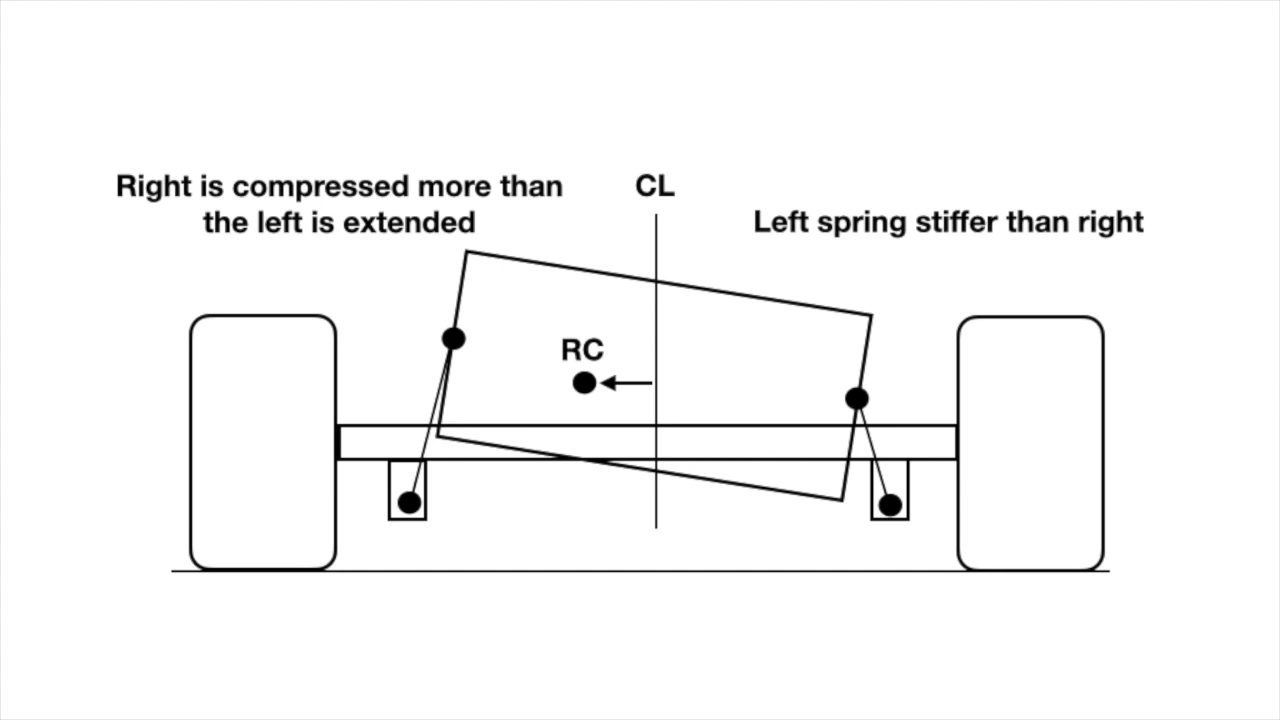 Right is compressed more than
the left is extended
CL
Left spring stiffer than right
RC